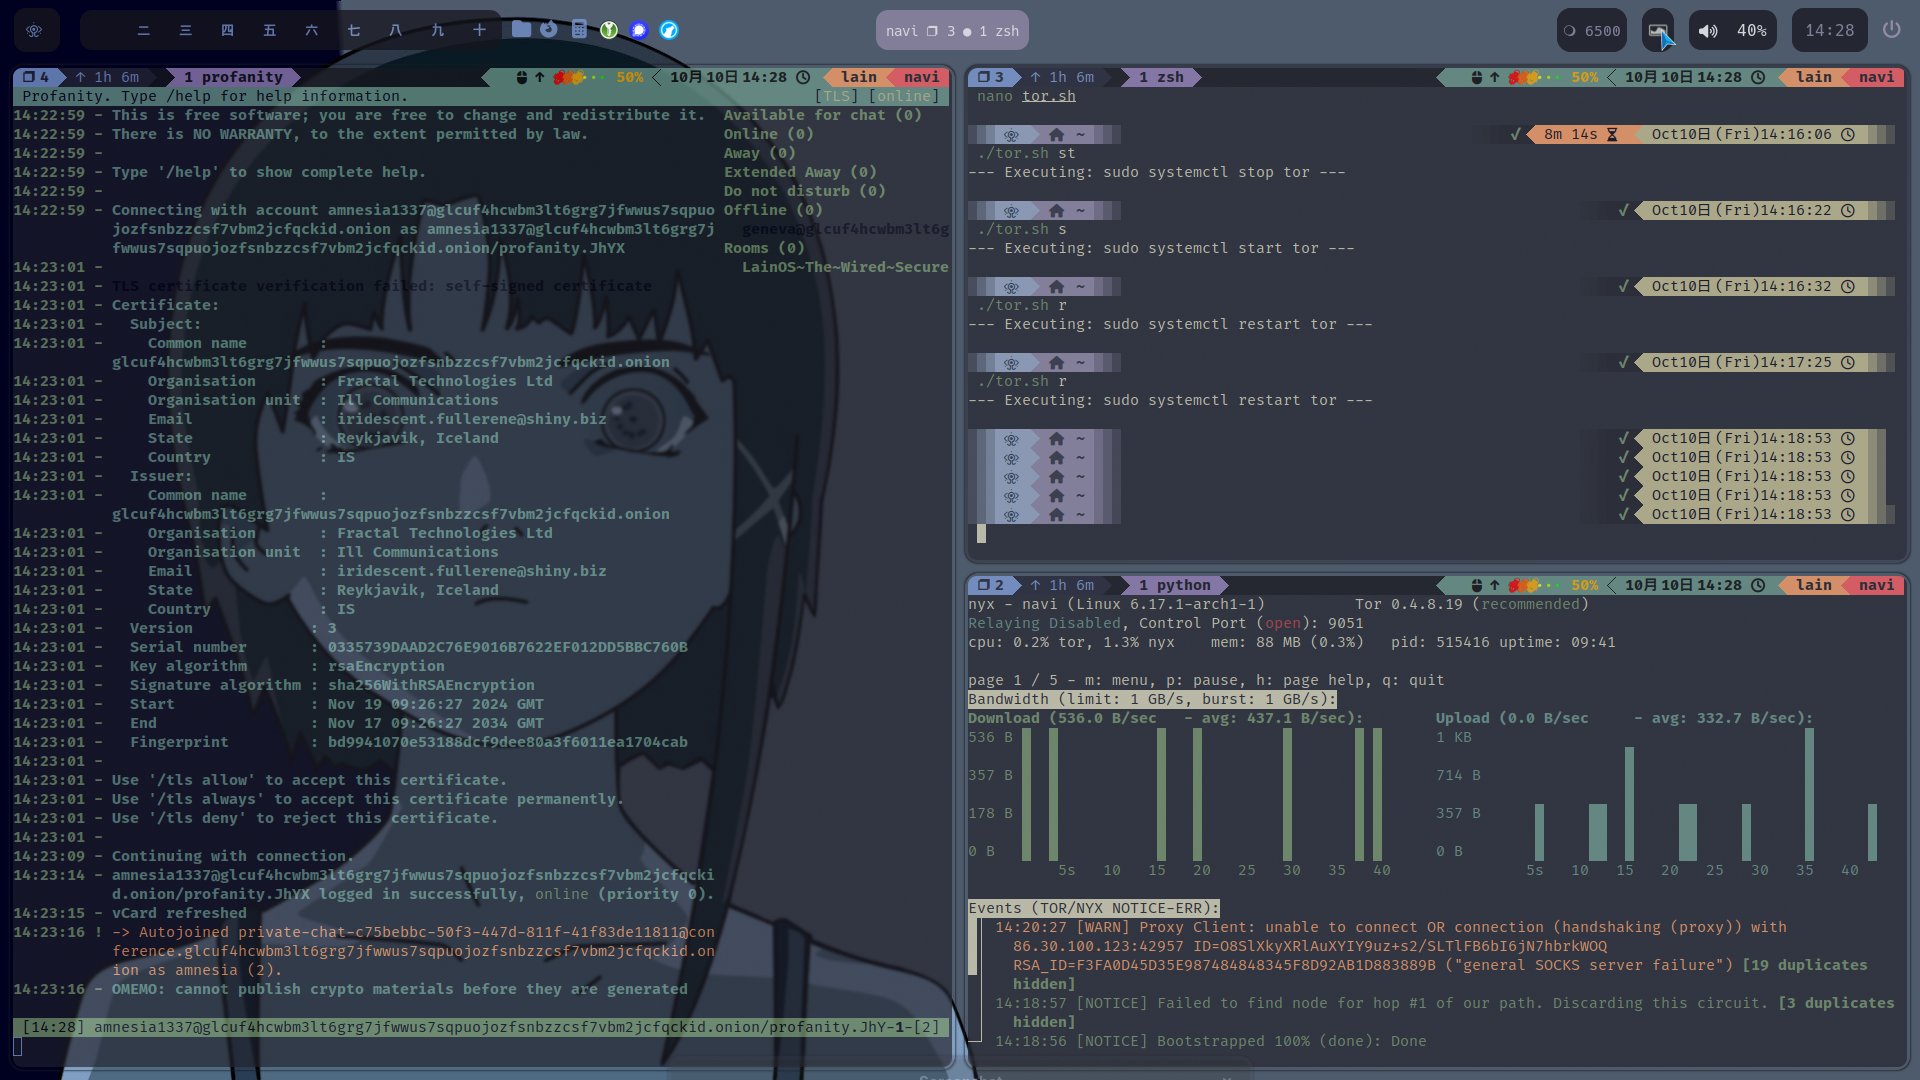 二 三 四 五 六 七 八 九 十
navi 3 ● 1 zsh
6500
40%
14:28
4 ↑ 1h 6m 1 profanity 50% 10月10日14:28 lain navi
Profanity. Type /help for help information. [TLS] [online]
14:22:59 - This is free software; you are free to change and redistribute it. Available for chat (0)
14:22:59 - There is NO WARRANTY, to the extent permitted by law. Online (0)
14:22:59 - Away (0)
14:22:59 - Type '/help' to show complete help. Extended Away (0)
14:22:59 - Do not disturb (0)
14:22:59 - Connecting with account amnesia1337@glcuf4hcwbm3lt6grg7jfwwus7sqpuo Offline (0)
jozfsnbzzcsf7vbm2jcfqckid.onion as amnesia1337@glcuf4hcwbm3lt6grg7j geneva@glcuf4hcwbm3lt6g
fwwus7sqpuojozfsnbzzcsf7vbm2jcfqckid.onion/profanity.JhYX Rooms (0)
14:23:01 - LainOS~The~Wired~Secure
14:23:01 - TLS certificate verification failed: self-signed certificate
14:23:01 - Certificate:
14:23:01 - Subject:
14:23:01 - Common name :
glcuf4hcwbm3lt6grg7jfwwus7sqpuojozfsnbzzcsf7vbm2jcfqckid.onion
14:23:01 - Organisation : Fractal Technologies Ltd
14:23:01 - Organisation unit : Ill Communications
14:23:01 - Email : iridescent.fullerene@shiny.biz
14:23:01 - State : Reykjavik, Iceland
14:23:01 - Country : IS
14:23:01 - Issuer:
14:23:01 - Common name :
glcuf4hcwbm3lt6grg7jfwwus7sqpuojozfsnbzzcsf7vbm2jcfqckid.onion
14:23:01 - Organisation : Fractal Technologies Ltd
14:23:01 - Organisation unit : Ill Communications
14:23:01 - Email : iridescent.fullerene@shiny.biz
14:23:01 - State : Reykjavik, Iceland
14:23:01 - Country : IS
14:23:01 - Version : 3
14:23:01 - Serial number : 0335739DAAD2C76E9016B7622EF012DD5BBC760B
14:23:01 - Key algorithm : rsaEncryption
14:23:01 - Signature algorithm : sha256WithRSAEncryption
14:23:01 - Start : Nov 19 09:26:27 2024 GMT
14:23:01 - End : Nov 17 09:26:27 2034 GMT
14:23:01 - Fingerprint : bd9941070e53188dcf9dee80a3f6011ea1704cab
14:23:01 -
14:23:01 - Use '/tls allow' to accept this certificate.
14:23:01 - Use '/tls always' to accept this certificate permanently.
14:23:01 - Use '/tls deny' to reject this certificate.
14:23:01 -
14:23:09 - Continuing with connection.
14:23:14 - amnesia1337@glcuf4hcwbm3lt6grg7jfwwus7sqpuojozfsnbzzcsf7vbm2jcfqcki
d.onion/profanity.JhYX logged in successfully, online (priority 0).
14:23:15 - vCard refreshed
14:23:16 ! -> Autojoined private-chat-c75bebbc-50f3-447d-811f-41f83de11811@con
ference.glcuf4hcwbm3lt6grg7jfwwus7sqpuojozfsnbzzcsf7vbm2jcfqckid.on
ion as amnesia (2).
14:23:16 - OMEMO: cannot publish crypto materials before they are generated
[14:28] amnesia1337@glcuf4hcwbm3lt6grg7jfwwus7sqpuojozfsnbzzcsf7vbm2jcfqckid.onion/profanity.JhY-1-[2]
3 ↑ 1h 6m 1 zsh 50% 10月10日14:28 lain navi
nano tor.sh
~ ✓ 8m 14s Oct10日(Fri)14:16:06
./tor.sh st
--- Executing: sudo systemctl stop tor ---
~ ✓ Oct10日(Fri)14:16:22
./tor.sh s
--- Executing: sudo systemctl start tor ---
~ ✓ Oct10日(Fri)14:16:32
./tor.sh r
--- Executing: sudo systemctl restart tor ---
~ ✓ Oct10日(Fri)14:17:25
./tor.sh r
--- Executing: sudo systemctl restart tor ---
~ ✓ Oct10日(Fri)14:18:53
~ ✓ Oct10日(Fri)14:18:53
~ ✓ Oct10日(Fri)14:18:53
~ ✓ Oct10日(Fri)14:18:53
~ ✓ Oct10日(Fri)14:18:53
2 ↑ 1h 6m 1 python 50% 10月10日14:28 lain navi
nyx - navi (Linux 6.17.1-arch1-1) Tor 0.4.8.19 (recommended)
Relaying Disabled, Control Port (open): 9051
cpu: 0.2% tor, 1.3% nyx mem: 88 MB (0.3%) pid: 515416 uptime: 09:41
page 1 / 5 - m: menu, p: pause, h: page help, q: quit
Bandwidth (limit: 1 GB/s, burst: 1 GB/s):
Download (536.0 B/sec - avg: 437.1 B/sec): Upload (0.0 B/sec - avg: 332.7 B/sec):
536 B 1 KB
357 B 714 B
178 B 357 B
0 B 0 B
5s 10 15 20 25 30 35 40 5s 10 15 20 25 30 35 40
Events (TOR/NYX NOTICE-ERR):
14:20:27 [WARN] Proxy Client: unable to connect OR connection (handshaking (proxy)) with
86.30.100.123:42957 ID=O8SlXkyXRlAuXYIY9uz+s2/SLTlFB6bI6jN7hbrkWOQ
RSA_ID=F3FA0D45D35E987484848345F8D92AB1D883889B ("general SOCKS server failure") [19 duplicates
hidden]
14:18:57 [NOTICE] Failed to find node for hop #1 of our path. Discarding this circuit. [3 duplicates
hidden]
14:18:56 [NOTICE] Bootstrapped 100% (done): Done